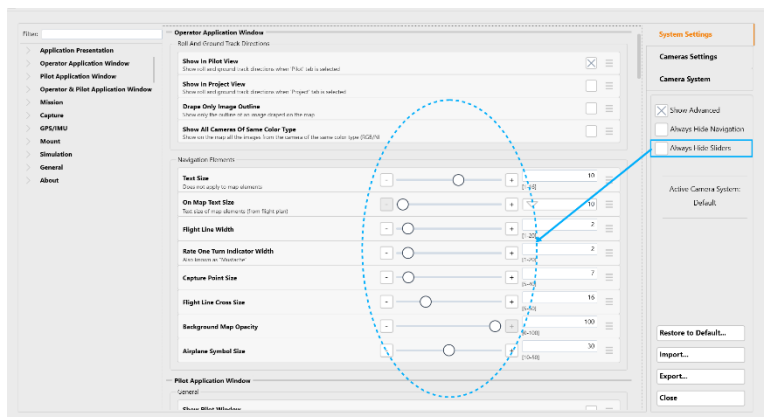 Filter:
Application Presentation
Operator Application Window
Pilot Application Window
Operator & Pilot Application Window
Mission
Capture
GPS/IMU
Mount
Simulation
General
About
Operator Application Window
Roll And Ground Track Directions
Show In Pilot View
Show roll and ground track directions when 'Pilot' tab is selected
Show In Project View
Show roll and ground track directions when 'Project' tab is selected
Drape Only Image Outline
Show only the outline of an image draped on the map
Show All Cameras Of Same Color Type
Show on the map all the images from the camera of the same color type (RGB/NI
Navigation Elements
Text Size
Does not apply to map elements
- + 10
On Map Text Size
Text size of map elements (from flight plan)
- + 10
Flight Line Width
- + 2
Rate One Turn Indicator Width
Also known as "Mustache"
- + 2
Capture Point Size
- + 7
Flight Line Cross Size
- + 16
Background Map Opacity
- + 100
Airplane Symbol Size
- + 30
Pilot Application Window
General
Show Pilot Window
System Settings
Cameras Settings
Camera System
Show Advanced
Always Hide Navigation
Always Hide Sliders
Active Camera System:
Default
Restore to Default...
Import...
Export...
Close